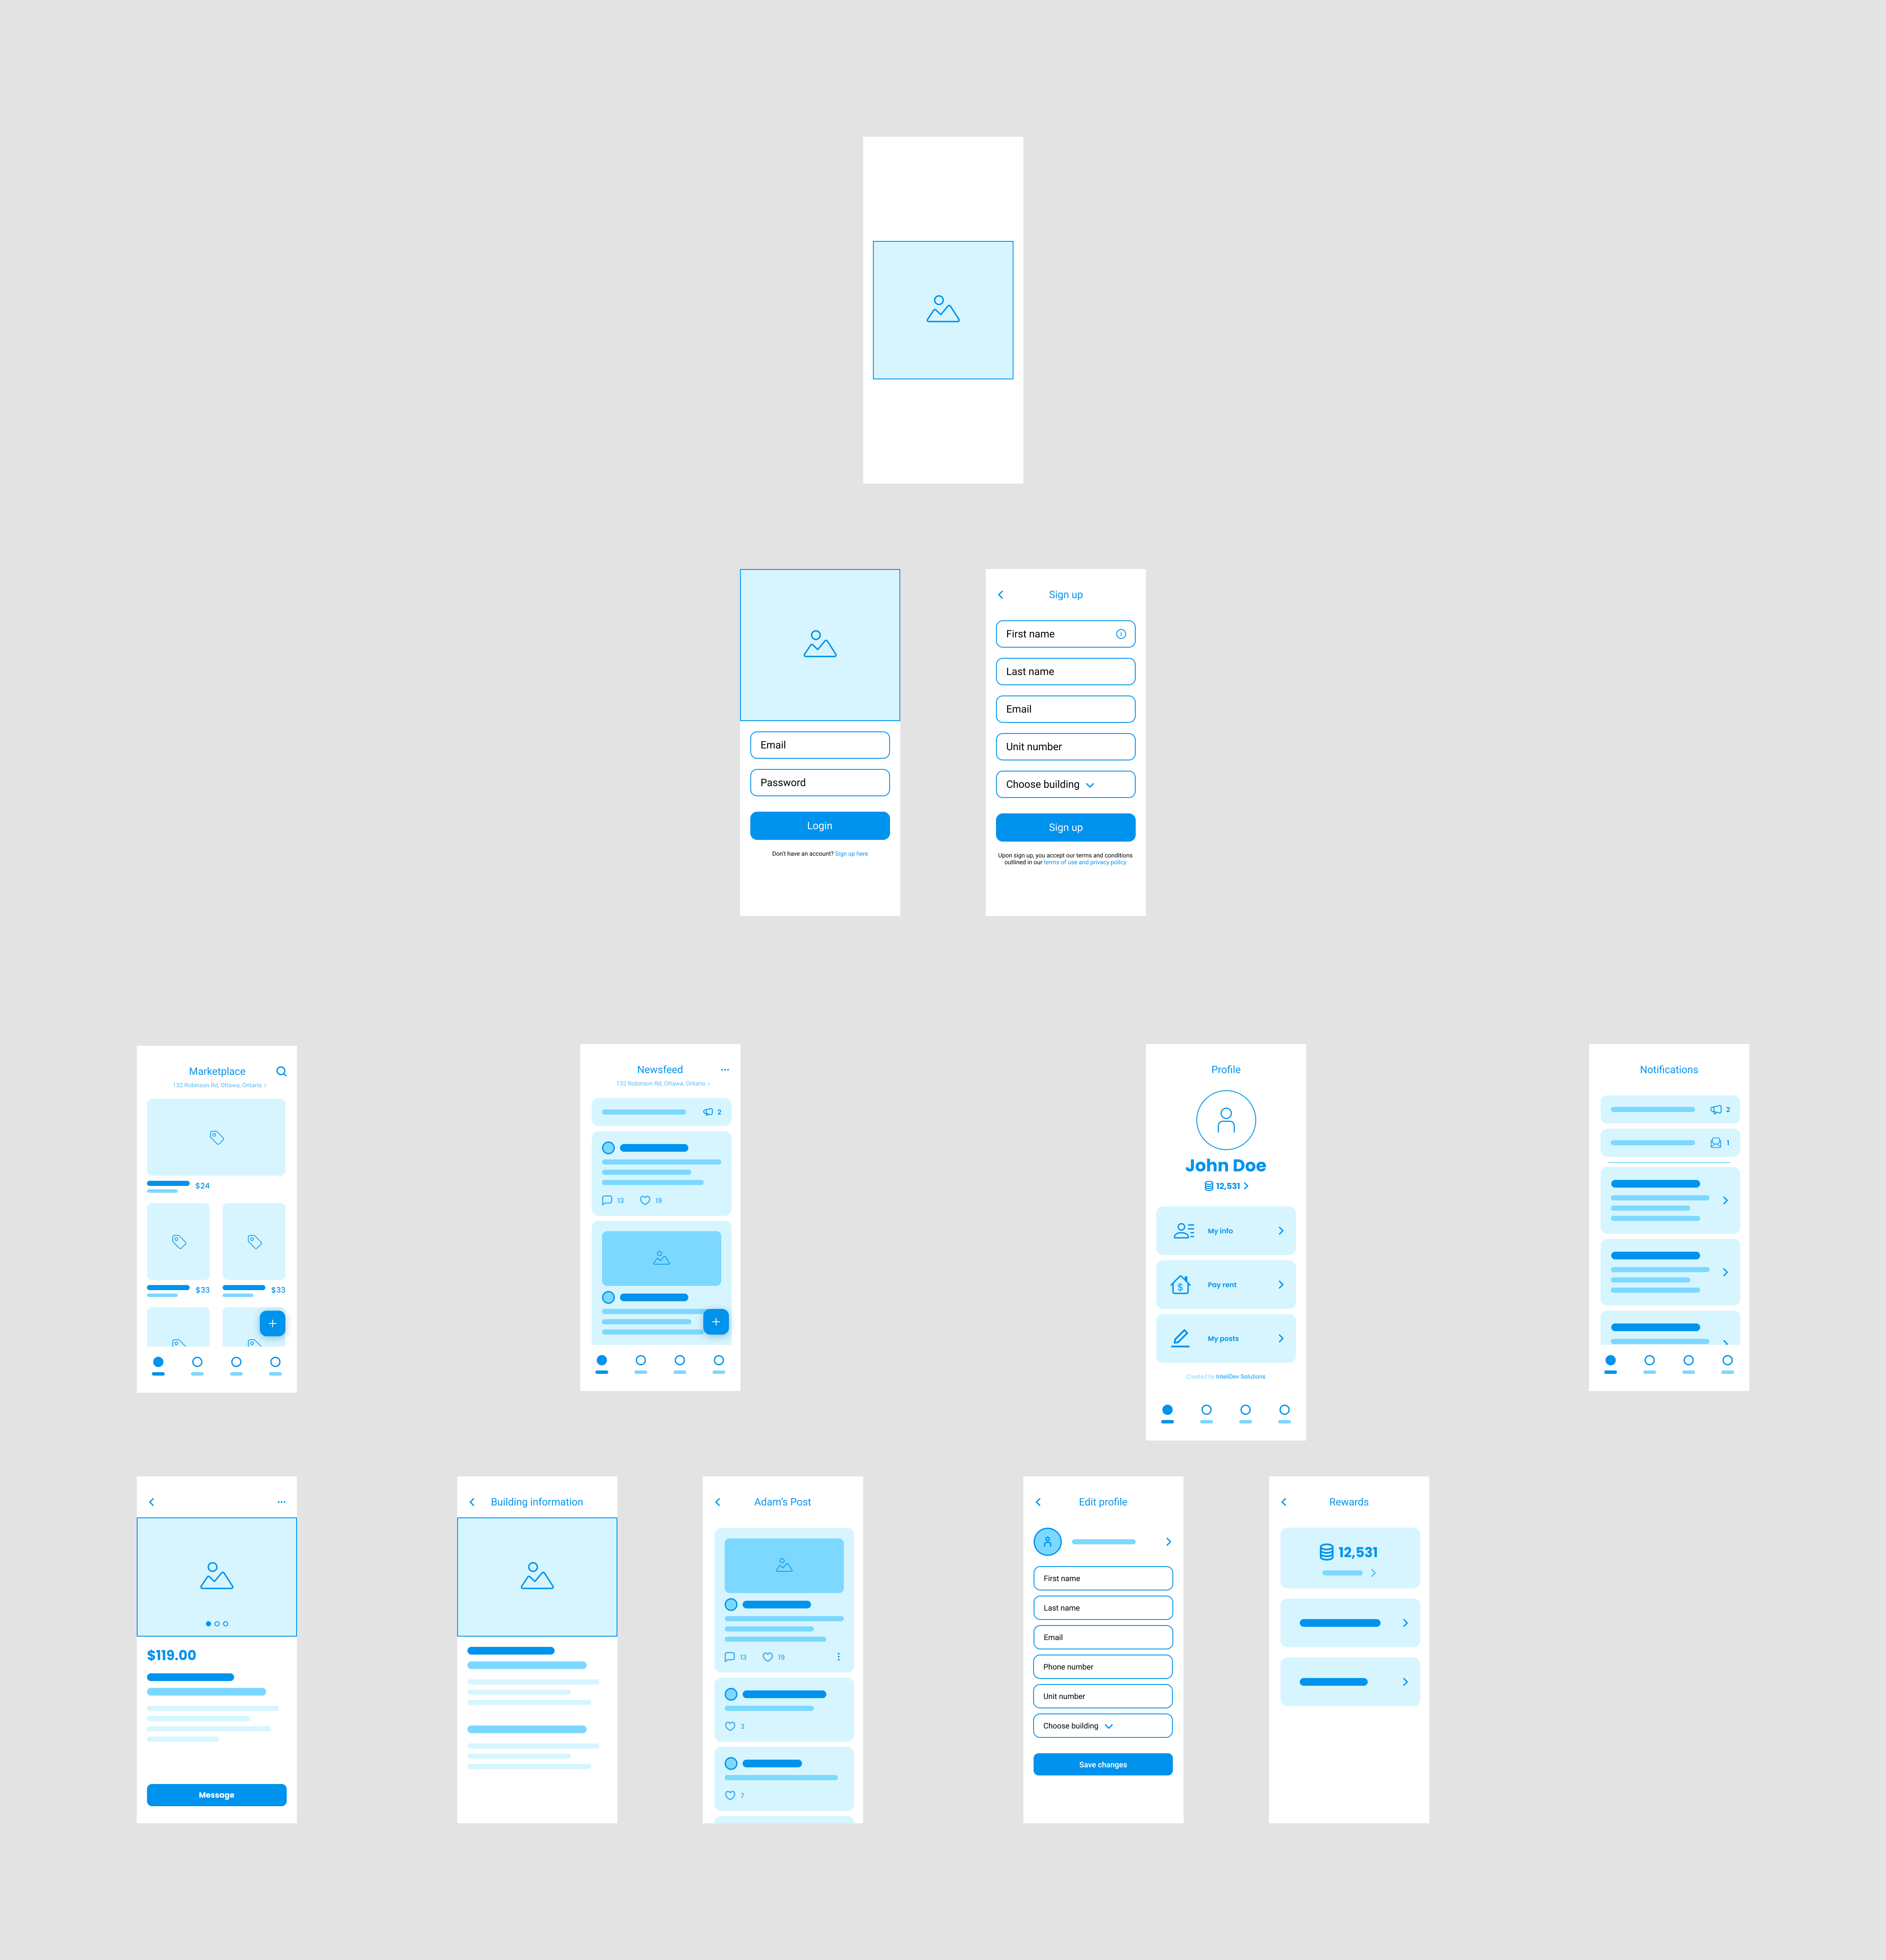 Email
Password
Login
Don't have an account? Sign up here
Sign up
First name
Last name
Email
Unit number
Choose building
Sign up
Upon sign up, you accept our terms and conditions
outlined in our terms of use and privacy policy
Marketplace
132 Robinson Rd, Ottawa, Ontario >
$24
$33
$33
Newsfeed
132 Robinson Rd, Ottawa, Ontario >
2
13
19
Profile
John Doe
12,531
My info
Pay rent
My posts
Created by InteliDev Solutions
Notifications
2
1
$119.00
Message
Building information
Adam's Post
13
19
3
7
Edit profile
First name
Last name
Email
Phone number
Unit number
Choose building
Save changes
Rewards
12,531